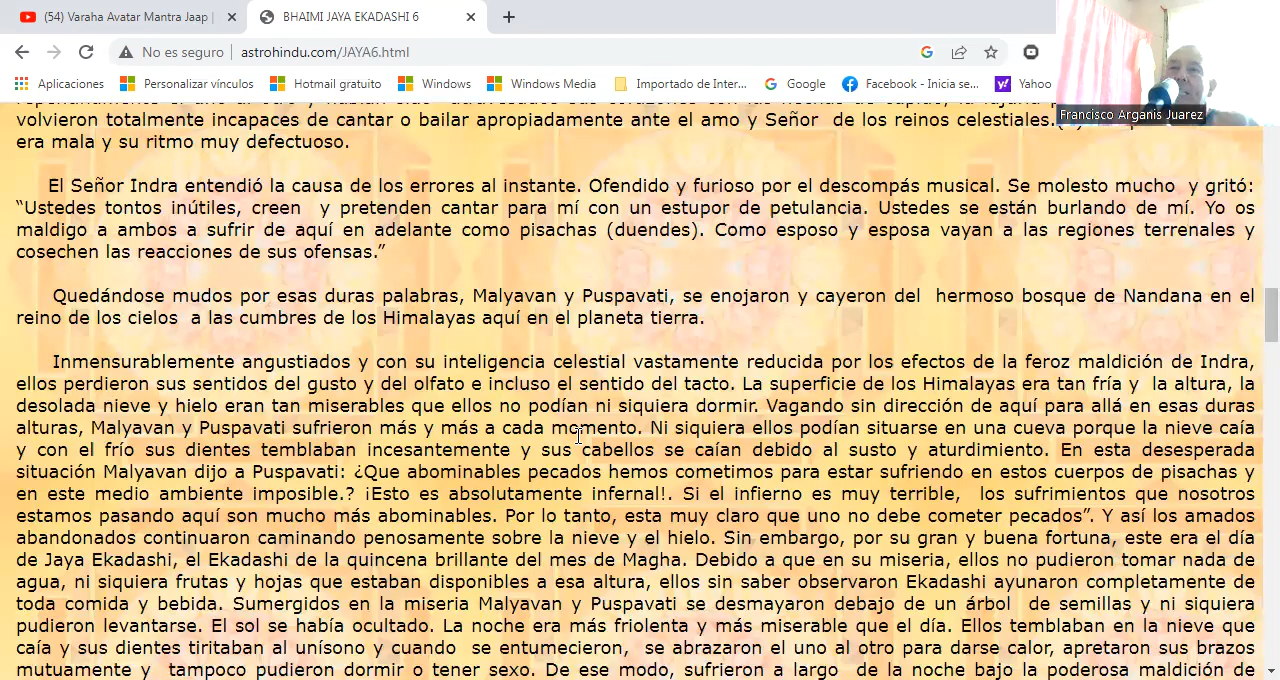 (54) Varaha Avatar Mantra Jaap |
BHAIMI JAYA EKADASHI 6
No es seguro
astrohindu.com/JAYA6.html
Aplicaciones
Personalizar vínculos
Hotmail gratuito
Windows
Windows Media
Importado de Inter...
Google
Facebook - Inicia se...
Yahoo
Francisco Arganis Juarez
volvieron totalmente incapaces de cantar o bailar apropiadamente ante el amo y Señor de los reinos celestiales.
era mala y su ritmo muy defectuoso.
El Señor Indra entendió la causa de los errores al instante. Ofendido y furioso por el descompás musical. Se molesto mucho y gritó:
“Ustedes tontos inútiles, creen y pretenden cantar para mí con un estupor de petulancia. Ustedes se están burlando de mí. Yo os
maldigo a ambos a sufrir de aquí en adelante como pisachas (duendes). Como esposo y esposa vayan a las regiones terrenales y
cosechen las reacciones de sus ofensas.”
Quedándose mudos por esas duras palabras, Malyavan y Puspavati, se enojaron y cayeron del hermoso bosque de Nandana en el
reino de los cielos a las cumbres de los Himalayas aquí en el planeta tierra.
Inmensurablemente angustiados y con su inteligencia celestial vastamente reducida por los efectos de la feroz maldición de Indra,
ellos perdieron sus sentidos del gusto y del olfato e incluso el sentido del tacto. La superficie de los Himalayas era tan fría y la altura, la
desolada nieve y hielo eran tan miserables que ellos no podían ni siquiera dormir. Vagando sin dirección de aquí para allá en esas duras
alturas, Malyavan y Puspavati sufrieron más y más a cada momento. Ni siquiera ellos podían situarse en una cueva porque la nieve caía
y con el frío sus dientes temblaban incesantemente y sus cabellos se caían debido al susto y aturdimiento. En esta desesperada
situación Malyavan dijo a Puspavati: ¿Que abominables pecados hemos cometimos para estar sufriendo en estos cuerpos de pisachas y
en este medio ambiente imposible.? ¡Esto es absolutamente infernal!. Si el infierno es muy terrible, los sufrimientos que nosotros
estamos pasando aquí son mucho más abominables. Por lo tanto, esta muy claro que uno no debe cometer pecados”. Y así los amados
abandonados continuaron caminando penosamente sobre la nieve y el hielo. Sin embargo, por su gran y buena fortuna, este era el día
de Jaya Ekadashi, el Ekadashi de la quincena brillante del mes de Magha. Debido a que en su miseria, ellos no pudieron tomar nada de
agua, ni siquiera frutas y hojas que estaban disponibles a esa altura, ellos sin saber observaron Ekadashi ayunaron completamente de
toda comida y bebida. Sumergidos en la miseria Malyavan y Puspavati se desmayaron debajo de un árbol de semillas y ni siquiera
pudieron levantarse. El sol se había ocultado. La noche era más friolenta y más miserable que el día. Ellos temblaban en la nieve que
caía y sus dientes tiritaban al unísono y cuando se entumecieron, se abrazaron el uno al otro para darse calor, apretaron sus brazos
mutuamente y tampoco pudieron dormir o tener sexo. De ese modo, sufrieron a largo de la noche bajo la poderosa maldición de